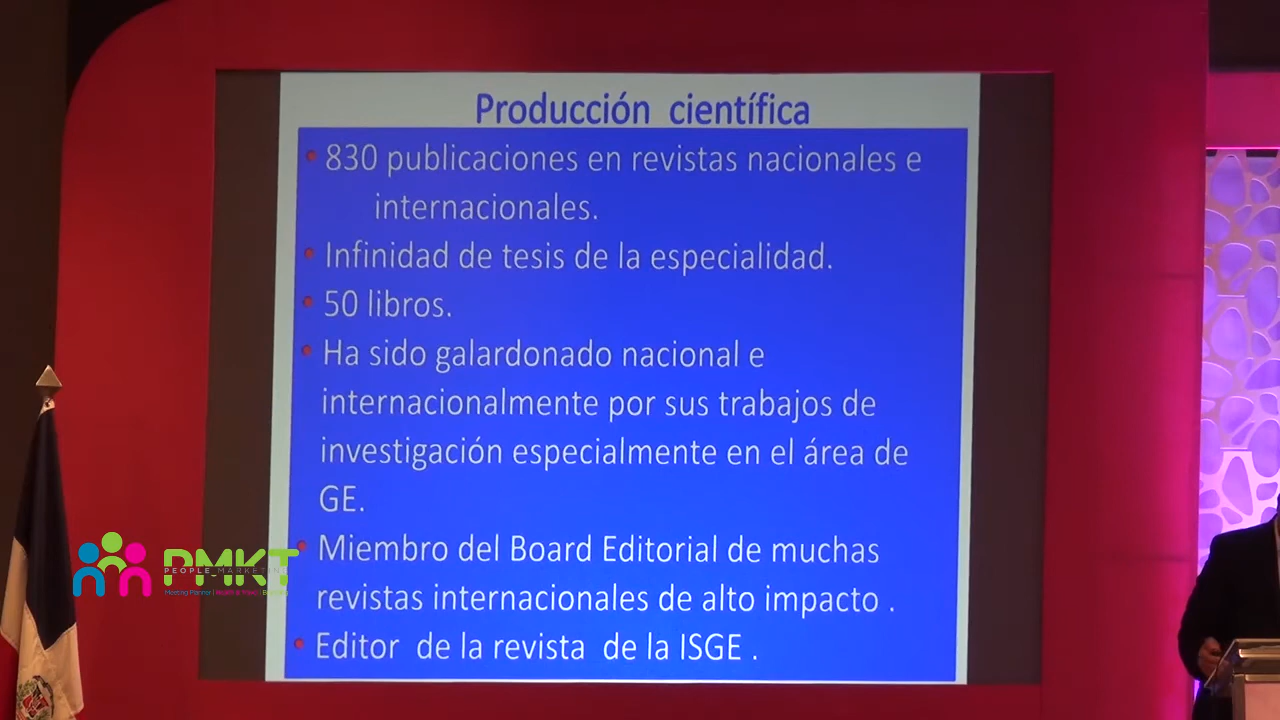 Producción científica
• 830 publicaciones en revistas nacionales e
internacionales.
• Infinidad de tesis de la especialidad.
• 50 libros.
• Ha sido galardonado nacional e
internacionalmente por sus trabajos de
investigación especialmente en el área de
GE.
• Miembro del Board Editorial de muchas
revistas internacionales de alto impacto .
• Editor de la revista de la ISGE .
PMKT
PEOPLE MARKETING
Meeting Planner |